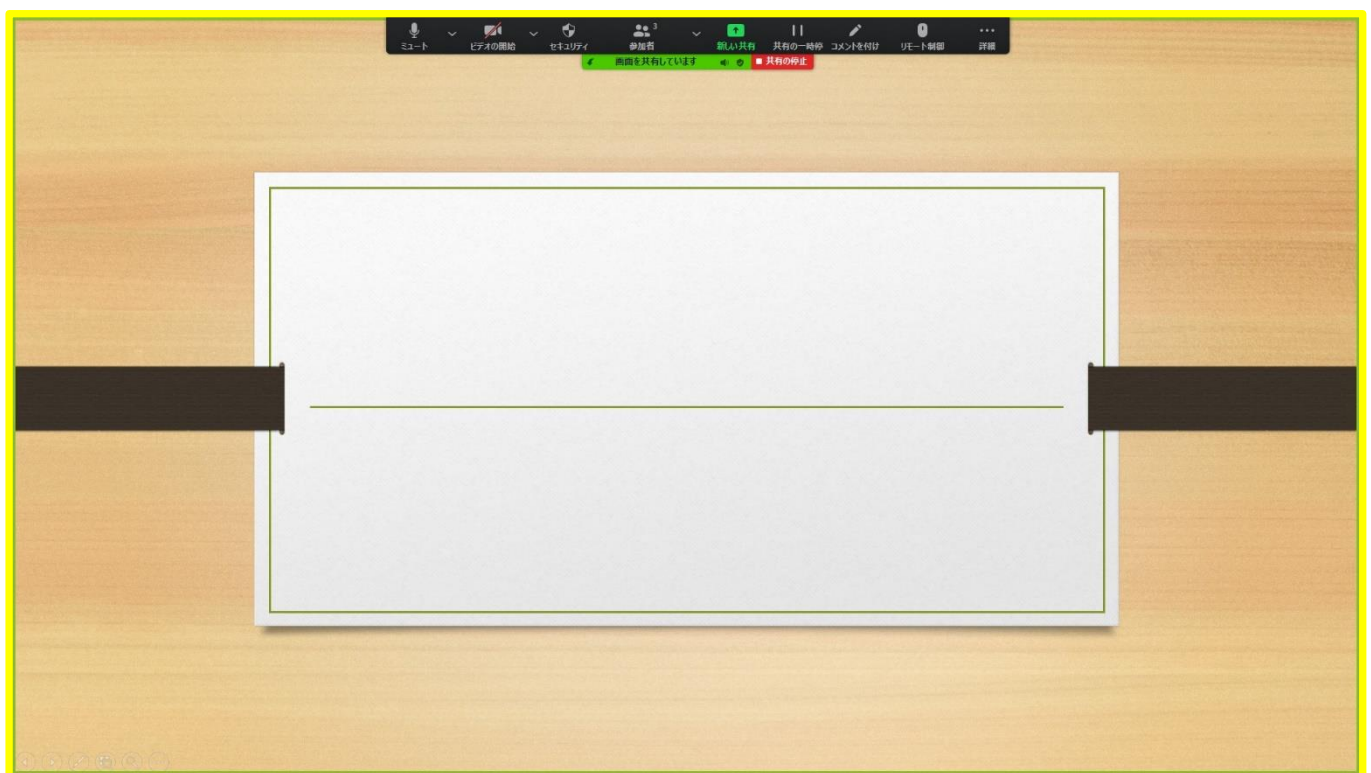 3
ミュート ビデオの開始 セキュリティ 参加者 新しい共有 共有の一時停 コメントを付け リモート制御 詳細
画面を共有しています 共有の停止